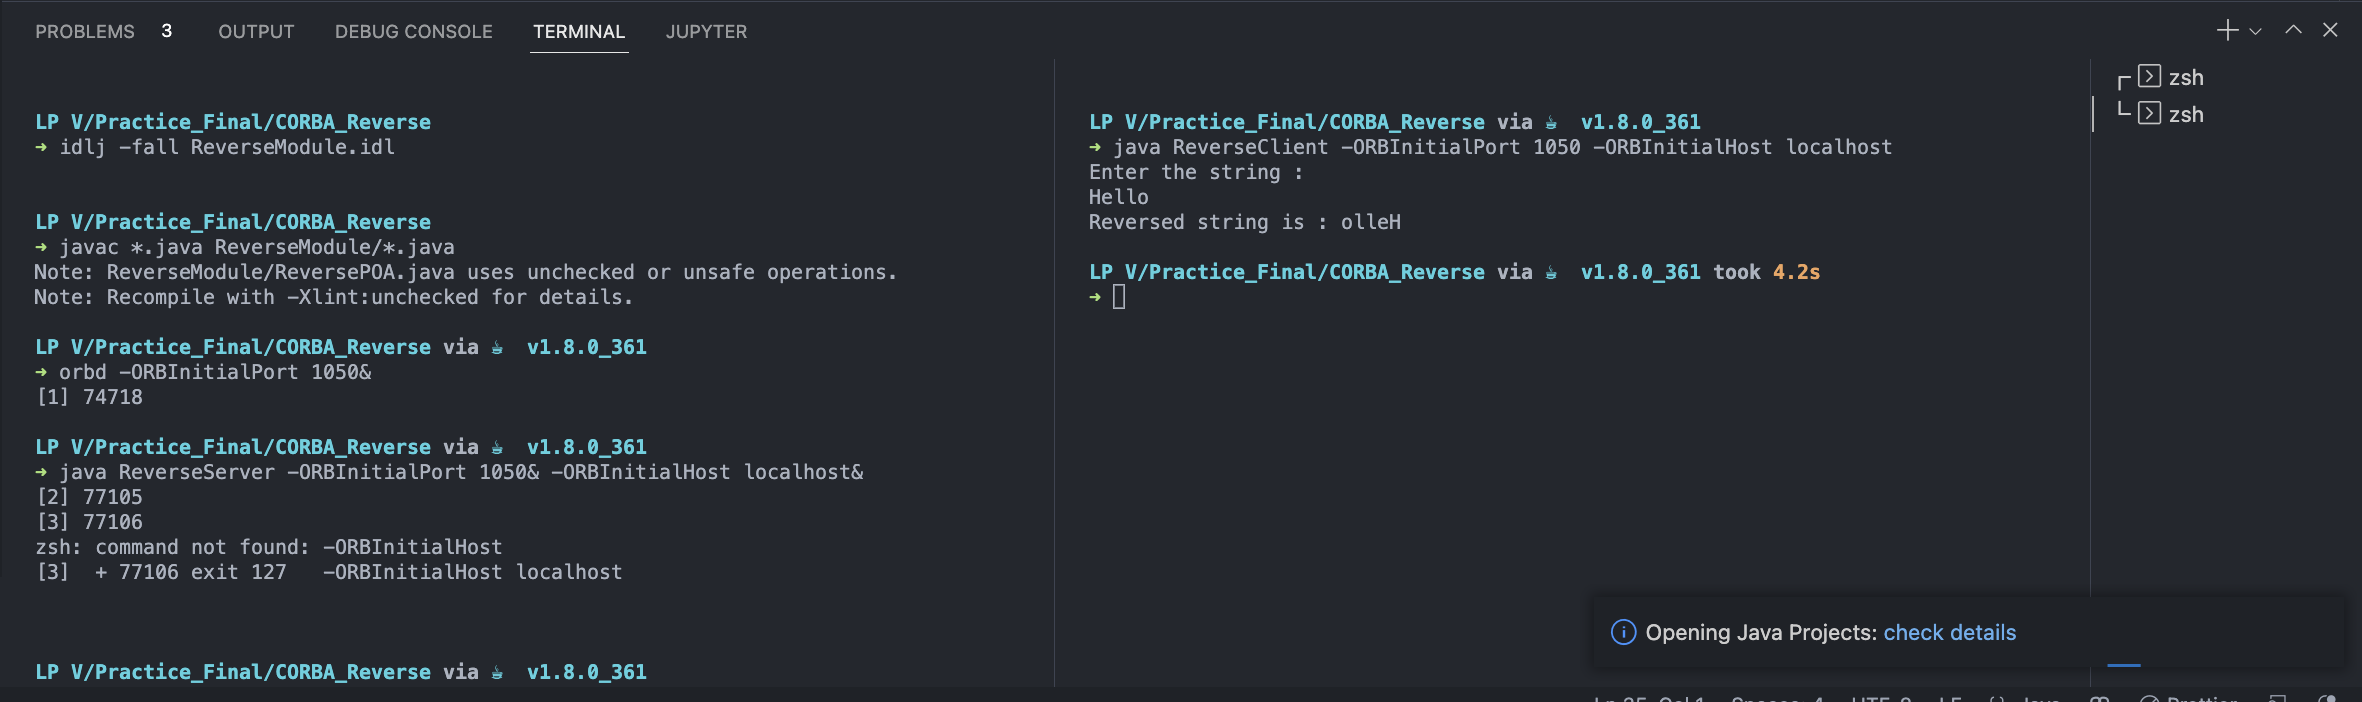 PROBLEMS 3 OUTPUT DEBUG CONSOLE TERMINAL JUPYTER
LP V/Practice_Final/CORBA_Reverse
→ idlj -fall ReverseModule.idl
LP V/Practice_Final/CORBA_Reverse
→ javac *.java ReverseModule/*.java
Note: ReverseModule/ReversePOA.java uses unchecked or unsafe operations.
Note: Recompile with -Xlint:unchecked for details.
LP V/Practice_Final/CORBA_Reverse via ☕ v1.8.0_361
→ orbd -ORBInitialPort 1050&
[1] 74718
LP V/Practice_Final/CORBA_Reverse via ☕ v1.8.0_361
→ java ReverseServer -ORBInitialPort 1050& -ORBInitialHost localhost&
[2] 77105
[3] 77106
zsh: command not found: -ORBInitialHost
[3]  + 77106 exit 127   -ORBInitialHost localhost
LP V/Practice_Final/CORBA_Reverse via ☕ v1.8.0_361
LP V/Practice_Final/CORBA_Reverse via ☕ v1.8.0_361
→ java ReverseClient -ORBInitialPort 1050 -ORBInitialHost localhost
Enter the string :
Hello
Reversed string is : olleH
LP V/Practice_Final/CORBA_Reverse via ☕ v1.8.0_361 took 4.2s
→
zsh
zsh
Opening Java Projects: check details